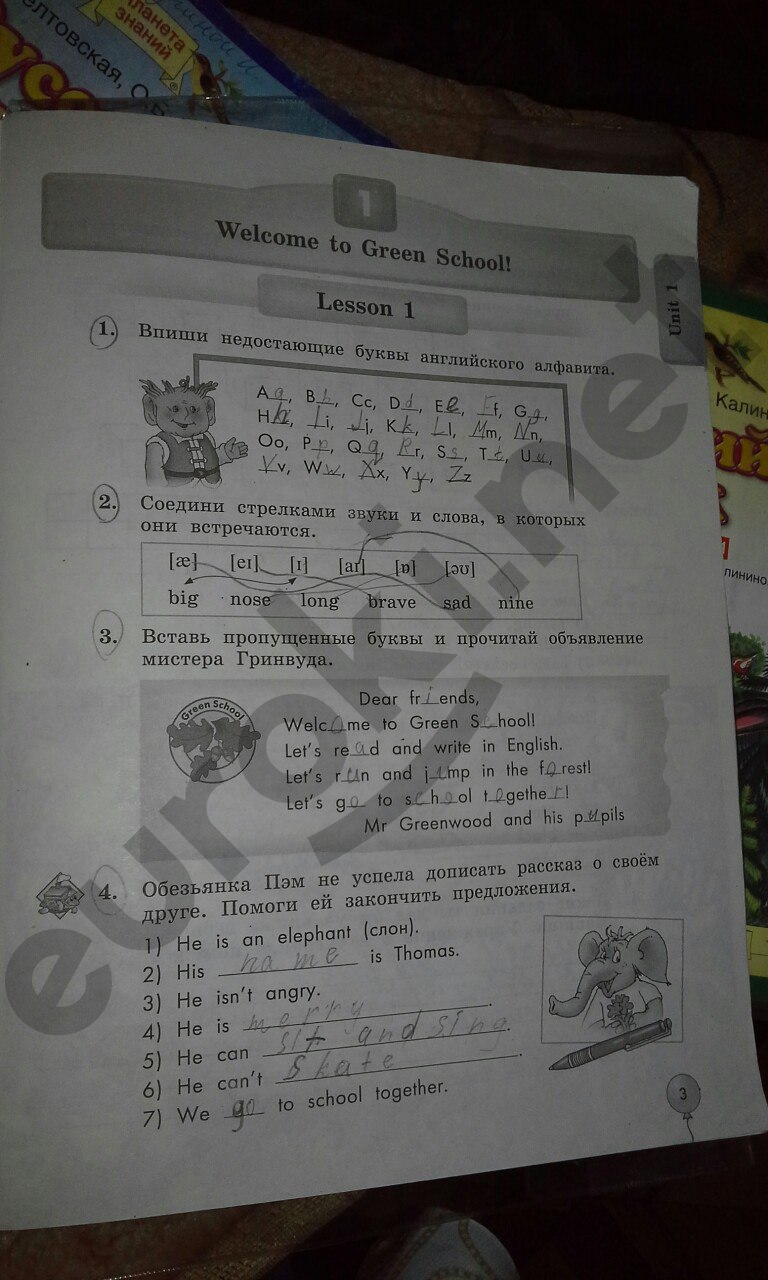 ланета
знаний
елтовская, О.Б
1
Welcome to Green School!
Unit 1
Lesson 1
1. Впиши недостающие буквы английского алфавита.
Aa, Bb, Cc, Dd, Ee, Ff, Gg,
Hh, Ii, Jj, Kk, Ll, Mm, Nn,
Oo, Pp, Qq, Rr, Ss, Tt, Uu,
Vv, Ww, Xx, Yy, Zz
2. Соедини стрелками звуки и слова, в которых
они встречаются.
[æ] [eɪ] [ɪ] [aɪ] [ɒ] [əʊ]
big nose long brave sad nine
3. Вставь пропущенные буквы и прочитай объявление
мистера Гринвуда.
Green School
Dear friends,
Welcome to Green School!
Let's read and write in English.
Let's run and jump in the forest!
Let's go to school together!
Mr Greenwood and his pupils
4. Обезьянка Пэм не успела дописать рассказ о своём
друге. Помоги ей закончить предложения.
1) He is an elephant (слон).
2) His name is Thomas.
3) He isn't angry.
4) He is merry.
5) He can sit and sing.
6) He can't skate.
7) We go to school together.
3
Калин
ий
линино
euroki.net